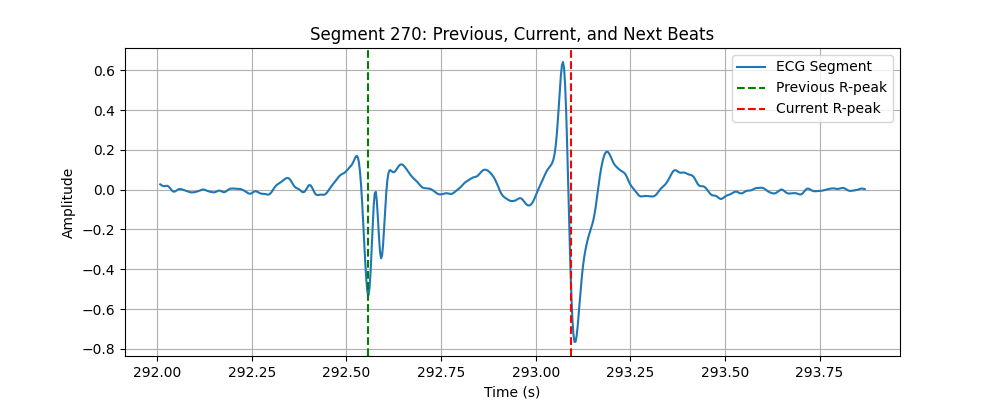 Segment 270: Previous, Current, and Next Beats
ECG Segment
Previous R-peak
Current R-peak
Amplitude
0.6
0.4
0.2
0.0
−0.2
−0.4
−0.6
−0.8
292.00 292.25 292.50 292.75 293.00 293.25 293.50 293.75
Time (s)